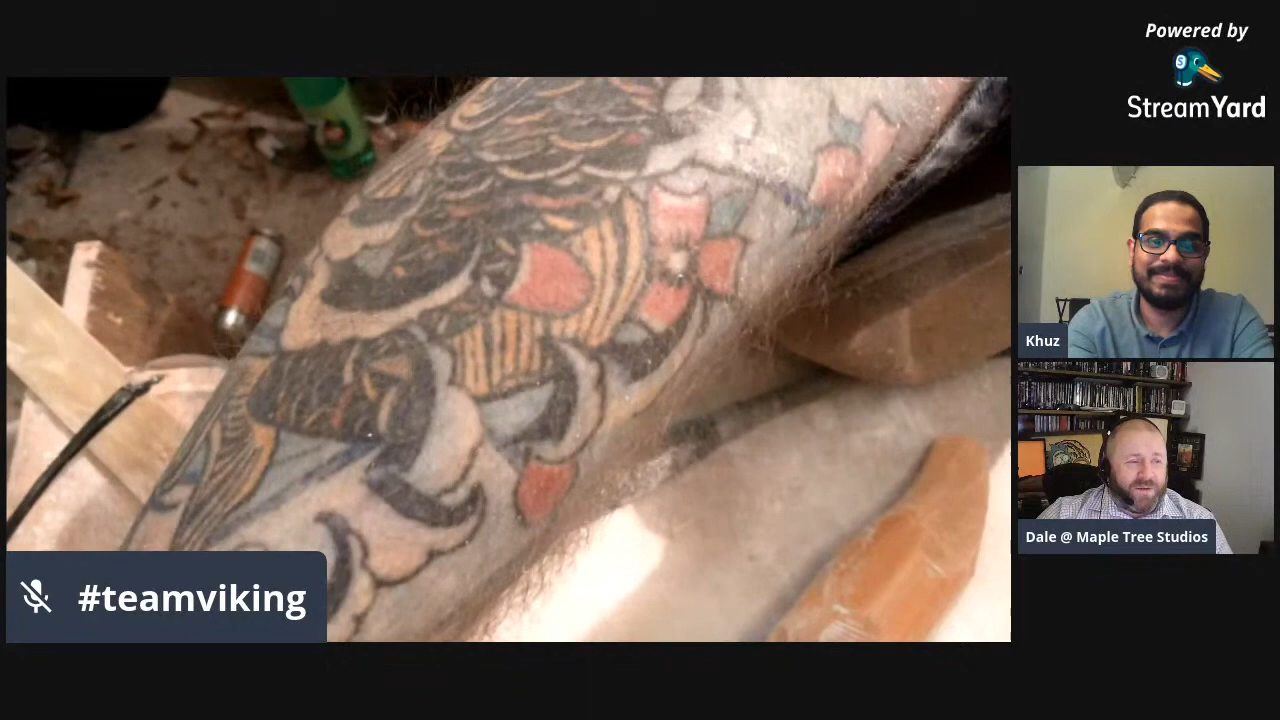 Powered by
StreamYard
Khuz
Dale @ Maple Tree Studios
#teamviking